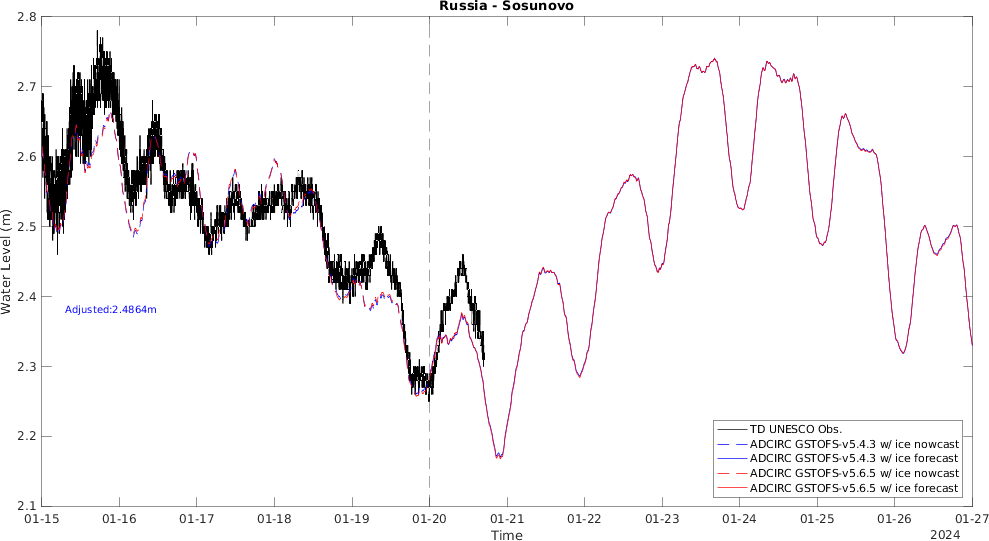 Russia - Sosunovo
2.8
2.7
2.6
2.5
2.4
2.3
2.2
2.1
Water Level (m)
Adjusted:2.4864m
TD UNESCO Obs.
ADCIRC GSTOFS-v5.4.3 w/ ice nowcast
ADCIRC GSTOFS-v5.4.3 w/ ice forecast
ADCIRC GSTOFS-v5.6.5 w/ ice nowcast
ADCIRC GSTOFS-v5.6.5 w/ ice forecast
01-15 01-16 01-17 01-18 01-19 01-20 01-21 01-22 01-23 01-24 01-25 01-26 01-27
Time
2024